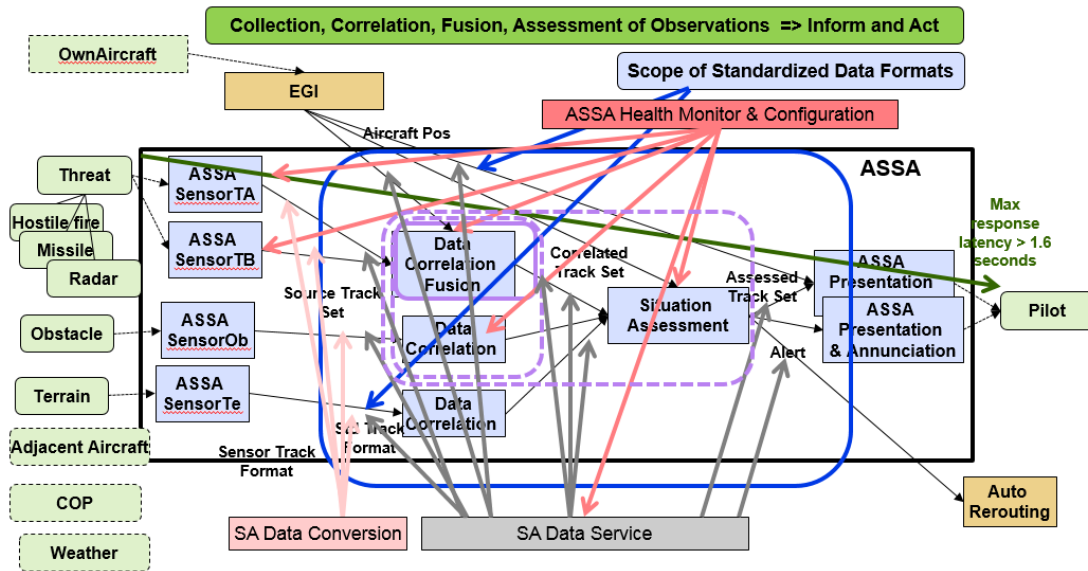 Collection, Correlation, Fusion, Assessment of Observations => Inform and Act
OwnAircraft
Scope of Standardized Data Formats
EGI
ASSA Health Monitor & Configuration
Aircraft Pos
ASSA
Threat
ASSA
SensorTA
Hostile fire
Missile
Radar
ASSA
SensorTB
Max
response
latency > 1.6
seconds
Data
Correlation
Fusion
Correlated
Track Set
Source Track
Set
Assessed
Track Set
ASSA
Presentation
Situation
Assessment
ASSA
Presentation
& Annunciation
Pilot
Obstacle
ASSA
SensorOb
Data
Correlation
Alert
Terrain
ASSA
SensorTe
Data
Correlation
Adjacent Aircraft
Sensor Track
Format
Std Track
Format
COP
Auto
Rerouting
Weather
SA Data Conversion
SA Data Service